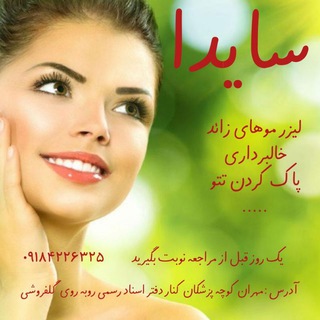 سایدا
لیزر موهای زائد
خالبرداری
پاک کردن تتو
.....
یک روز قبل از مراجعه نوبت بگیرید ۰۹۱۸۴۲۲۶۳۲۵
آدرس :مهران کوچه پزشکان کنار دفتر اسناد رسمی روبه روی گلفروشی